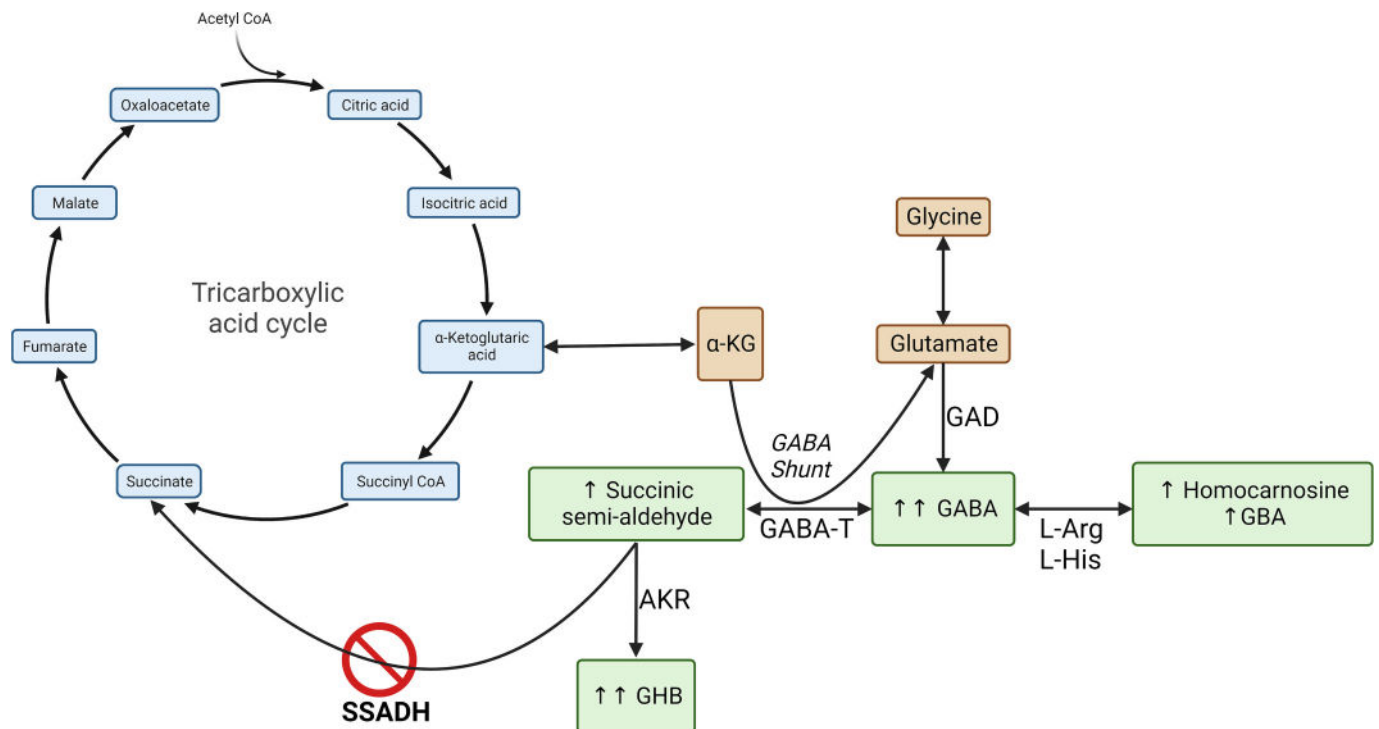 Acetyl CoA
Oxaloacetate
Citric acid
Malate
Isocitric acid
Glycine
Tricarboxylic
acid cycle
Fumarate
α-Ketoglutaric
acid
α-KG
Glutamate
GABA
Shunt
GAD
Succinate
Succinyl CoA
↑ Succinic
semi-aldehyde
GABA-T
↑↑ GABA
L-Arg
L-His
↑ Homocarnosine
↑GBA
AKR
SSADH
↑↑ GHB